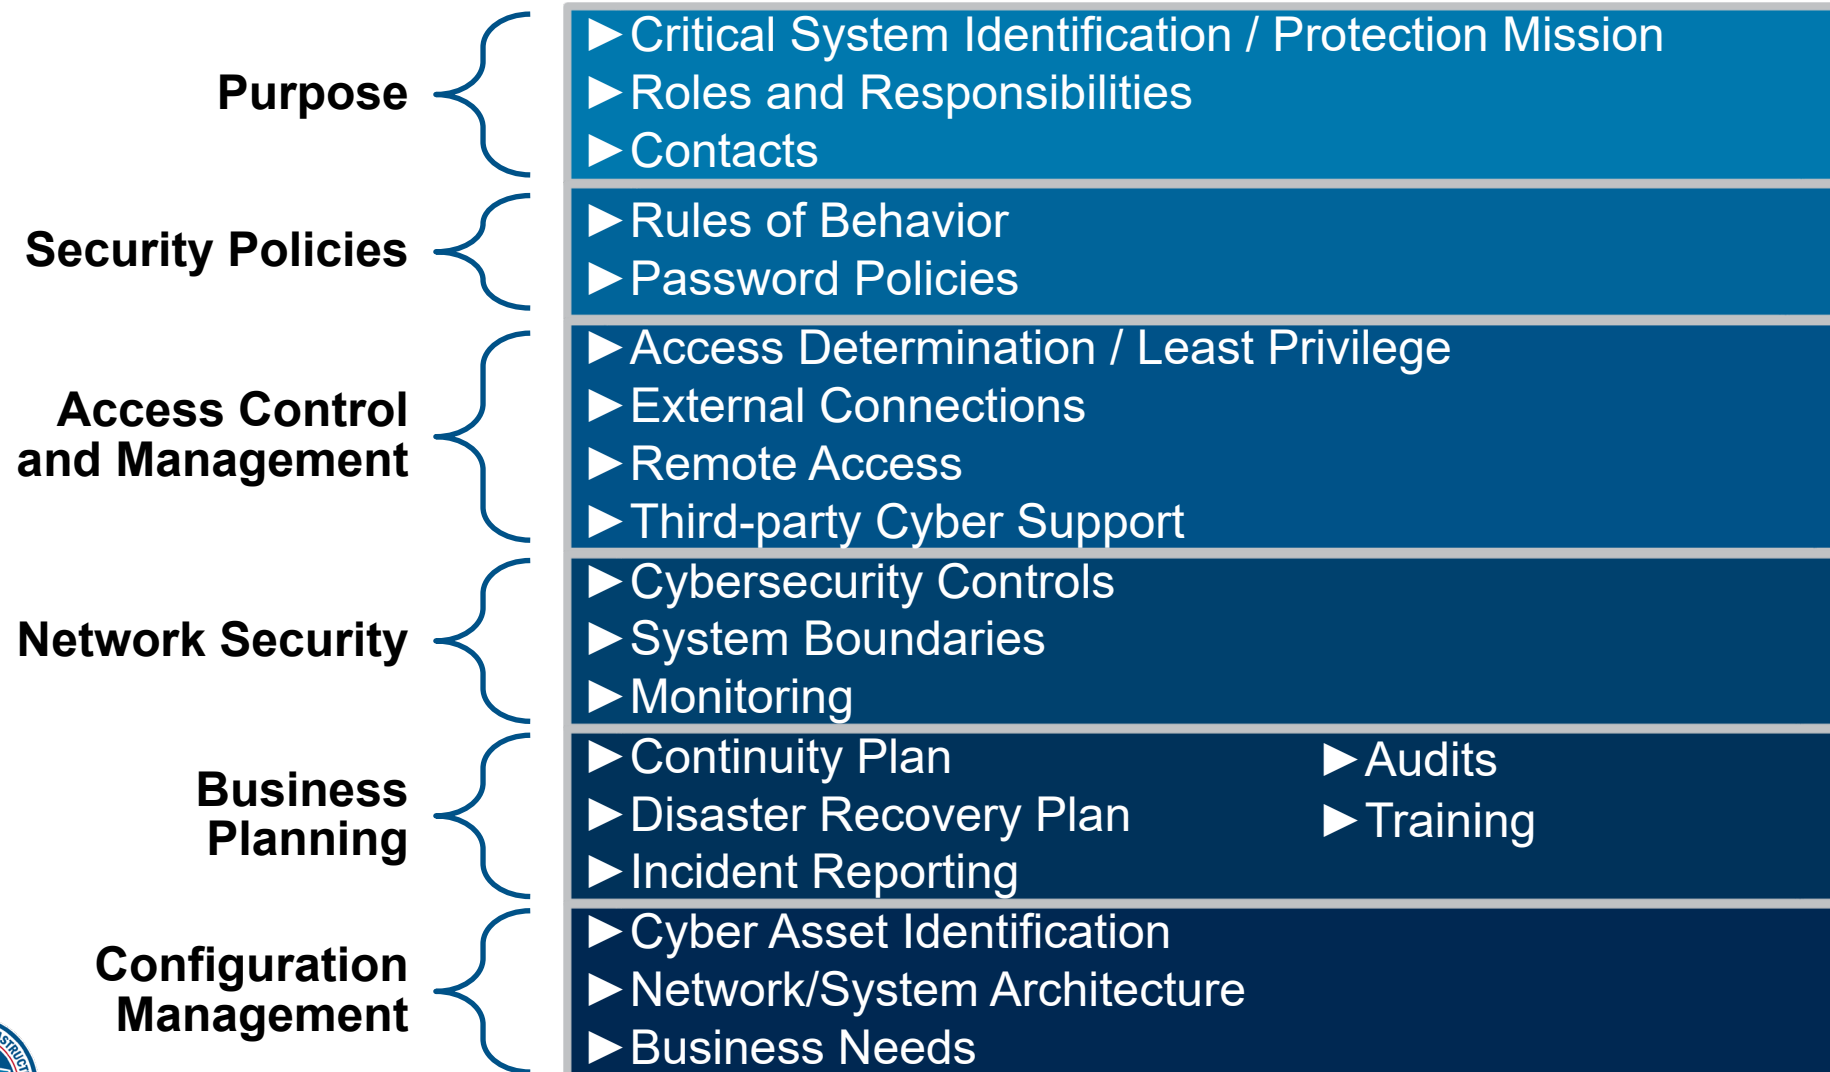 Purpose
►Critical System Identification / Protection Mission
►Roles and Responsibilities
►Contacts
Security Policies
►Rules of Behavior
►Password Policies
Access Control
and Management
►Access Determination / Least Privilege
►External Connections
►Remote Access
►Third-party Cyber Support
Network Security
►Cybersecurity Controls
►System Boundaries
►Monitoring
Business
Planning
►Continuity Plan
►Disaster Recovery Plan
►Incident Reporting
►Audits
►Training
Configuration
Management
►Cyber Asset Identification
►Network/System Architecture
►Business Needs